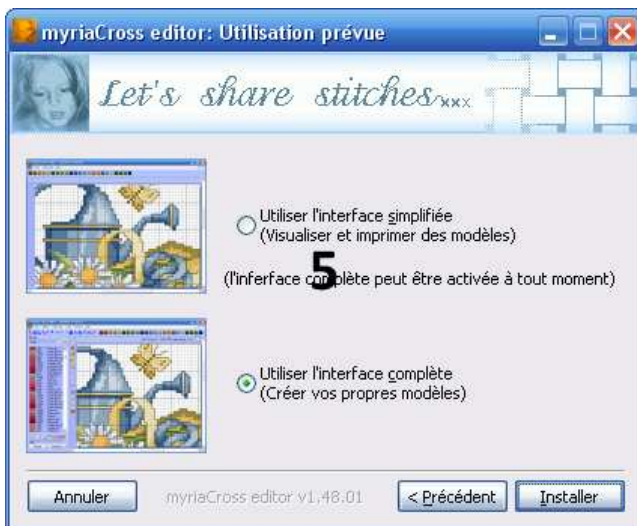 myriaCross editor: Utilisation prévue
Let's share stitches...xxx
Utiliser l'interface simplifiée
(Visualiser et imprimer des modèles)
5
(l'inferface complète peut être activée à tout moment)
Utiliser l'interface complète
(Créer vos propres modèles)
Annuler
myriaCross editor v1.48.01
< Précédent
Installer